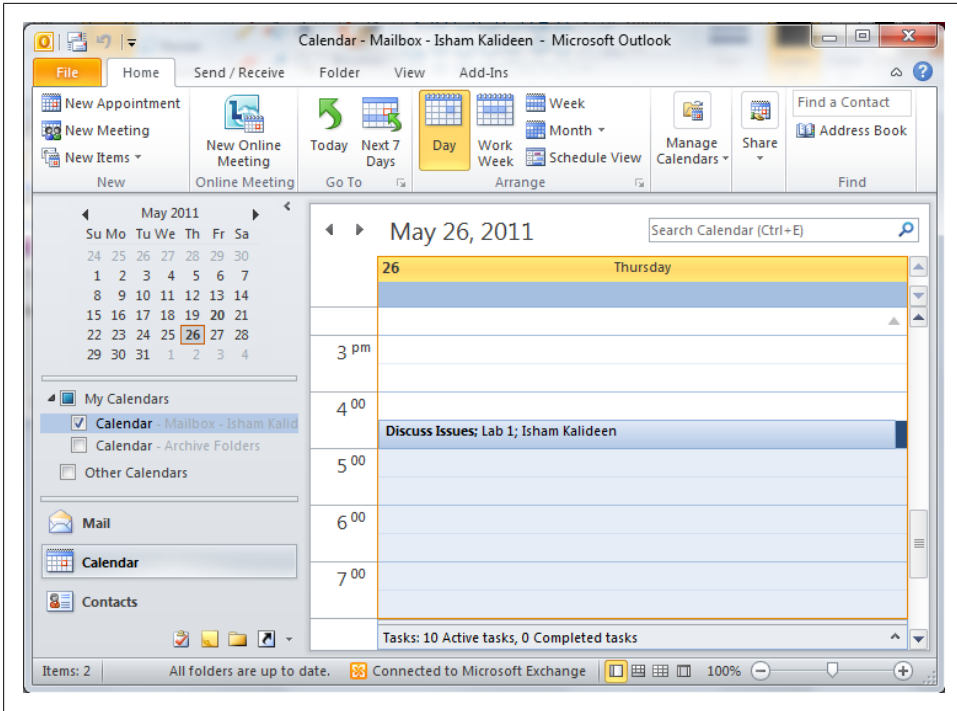 Calendar - Mailbox - Isham Kalideen - Microsoft Outlook
File Home Send / Receive Folder View Add-Ins
New Appointment
New Meeting
New Items
New
New Online Meeting
Online Meeting
Today
Next 7 Days
Go To
Day
Work Week
Week
Month
Schedule View
Arrange
Manage Calendars
Share
Find a Contact
Address Book
Find
May 2011
Su Mo Tu We Th Fr Sa
24 25 26 27 28 29 30
1 2 3 4 5 6 7
8 9 10 11 12 13 14
15 16 17 18 19 20 21
22 23 24 25 26 27 28
29 30 31 1 2 3 4
My Calendars
Calendar - Mailbox - Isham Kalid
Calendar - Archive Folders
Other Calendars
Mail
Calendar
Contacts
May 26, 2011
Search Calendar (Ctrl+E)
26 Thursday
3 pm
4 00
Discuss Issues; Lab 1; Isham Kalideen
5 00
6 00
7 00
Tasks: 10 Active tasks, 0 Completed tasks
Items: 2 All folders are up to date. Connected to Microsoft Exchange 100%